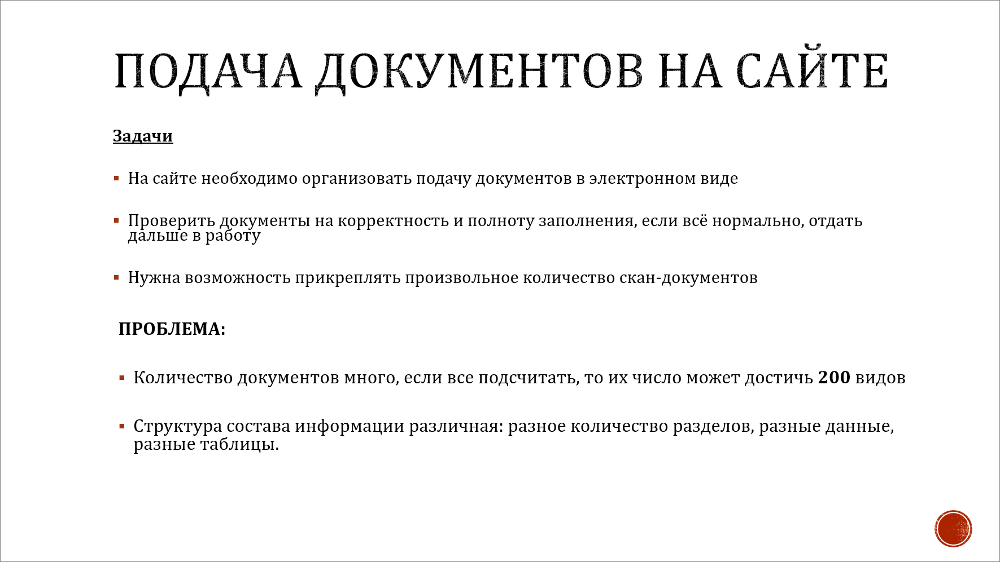 ПОДАЧА ДОКУМЕНТОВ НА САЙТЕ
Задачи
На сайте необходимо организовать подачу документов в электронном виде
Проверить документы на корректность и полноту заполнения, если всё нормально, отдать
дальше в работу
Нужна возможность прикреплять произвольное количество скан-документов
ПРОБЛЕМА:
Количество документов много, если все подсчитать, то их число может достичь 200 видов
Структура состава информации различная: разное количество разделов, разные данные,
разные таблицы.